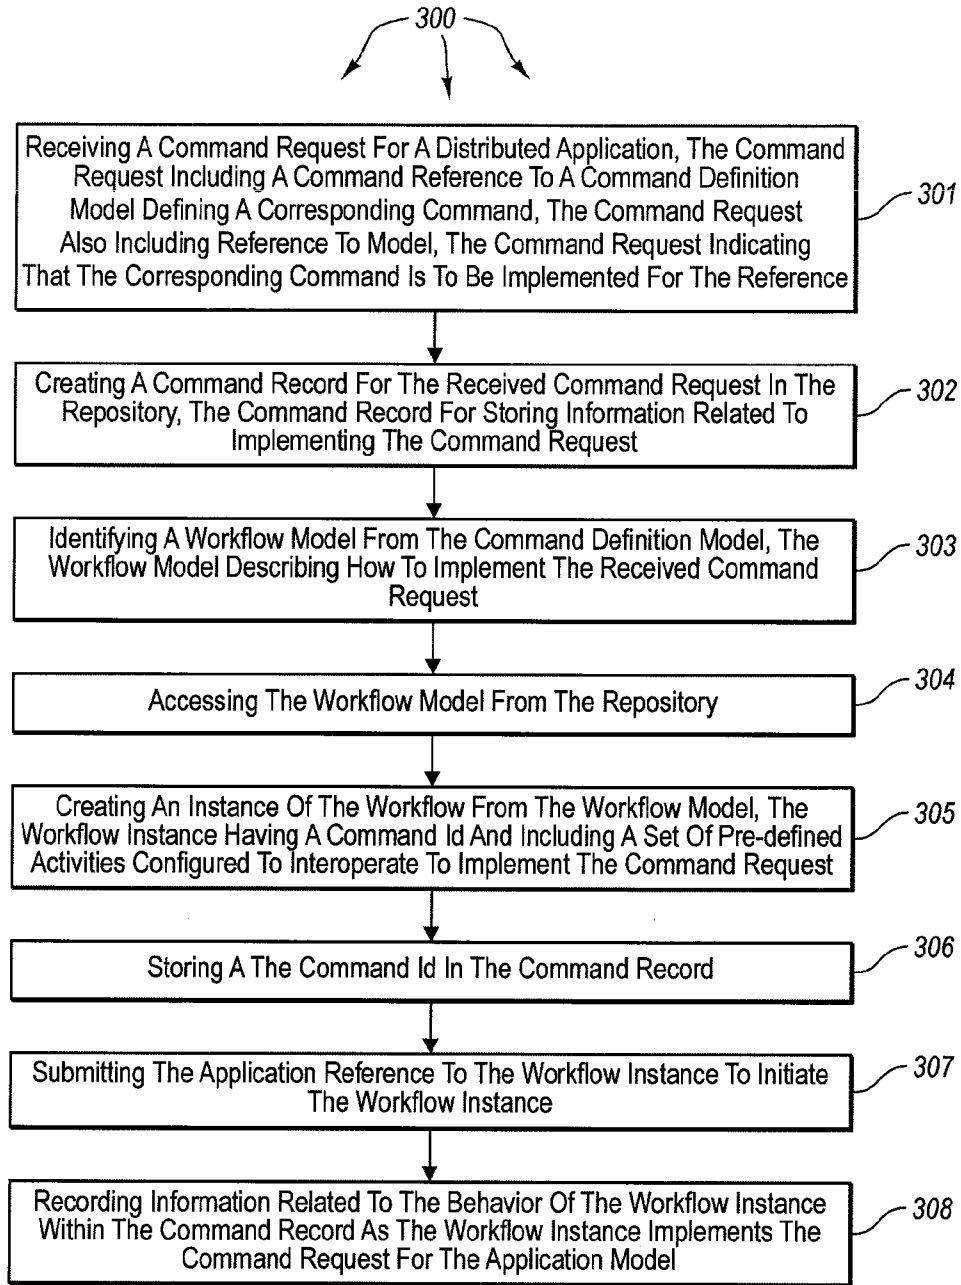 300
Receiving A Command Request For A Distributed Application, The Command
Request Including A Command Reference To A Command Definition
Model Defining A Corresponding Command, The Command Request
Also Including Reference To Model, The Command Request Indicating
That The Corresponding Command Is To Be Implemented For The Reference
301
Creating A Command Record For The Received Command Request In The
Repository, The Command Record For Storing Information Related To
Implementing The Command Request
302
Identifying A Workflow Model From The Command Definition Model, The
Workflow Model Describing How To Implement The Received Command
Request
303
Accessing The Workflow Model From The Repository
304
Creating An Instance Of The Workflow From The Workflow Model, The
Workflow Instance Having A Command Id And Including A Set Of Pre-defined
Activities Configured To Interoperate To Implement The Command Request
305
Storing A The Command Id In The Command Record
306
Submitting The Application Reference To The Workflow Instance To Initiate
The Workflow Instance
307
Recording Information Related To The Behavior Of The Workflow Instance
Within The Command Record As The Workflow Instance Implements The
Command Request For The Application Model
308